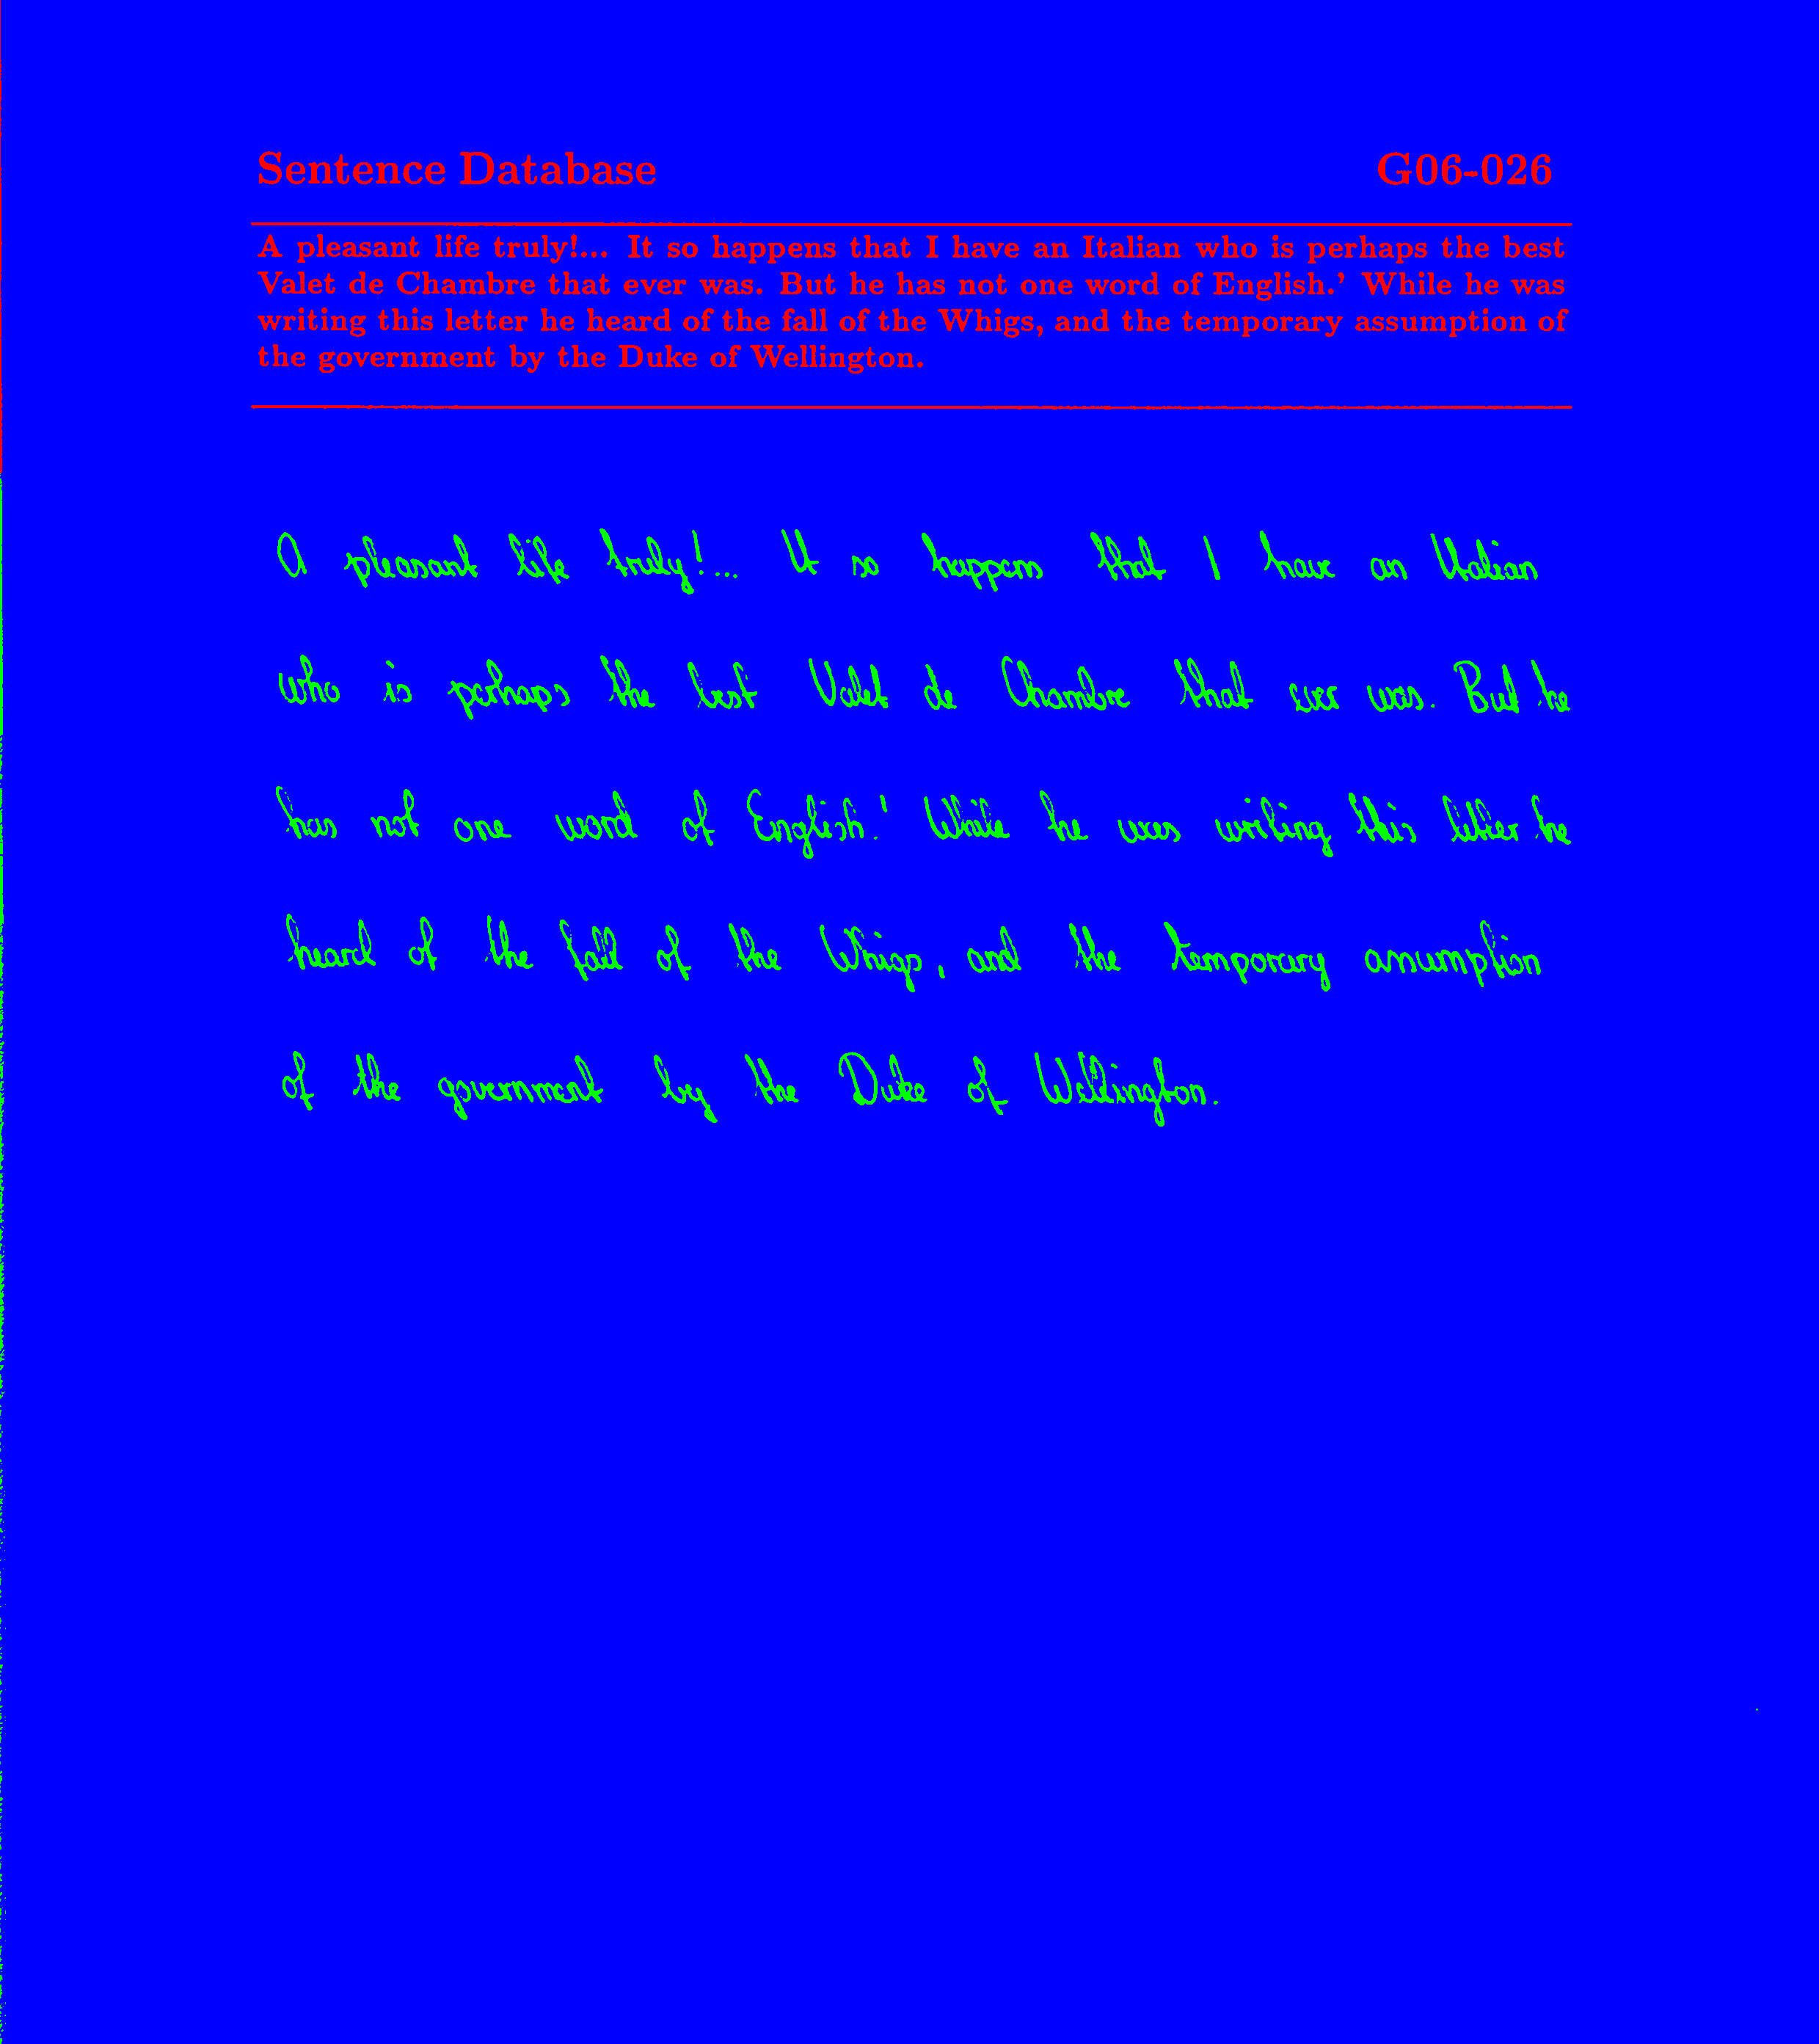 Sentence Database G06-026
A pleasant life truly!... It so happens that I have an Italian who is perhaps the best
Valet de Chambre that ever was. But he has not one word of English.' While he was
writing this letter he heard of the fall of the Whigs, and the temporary assumption of
the government by the Duke of Wellington.
A pleasant life truly!... It so happens that I have an Italian
who is perhaps the best Valet de Chambre that ever was. But he
has not one word of English.' While he was writing this letter he
heard of the fall of the Whigs, and the temporary assumption
of the government by the Duke of Wellington.